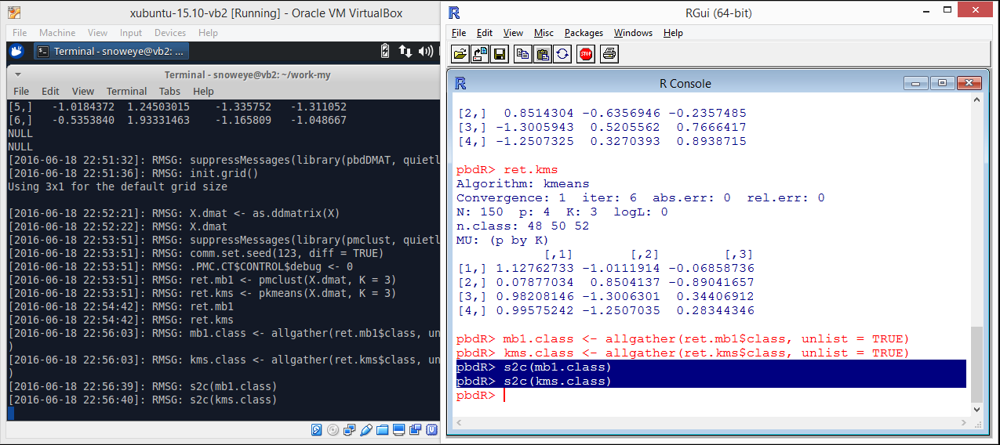 xubuntu-15.10-vb2 [Running] - Oracle VM VirtualBox
File Machine View Input Devices Help
Terminal - snoweye@vb2: ...
Terminal - snoweye@vb2: ~/work-my
File Edit View Terminal Tabs Help
[5,] -1.0184372 1.24503015 -1.335752 -1.311052
[6,] -0.5353840 1.93331463 -1.165809 -1.048667
NULL
NULL
[2016-06-18 22:51:32]: RMSG: suppressMessages(library(pbdDMAT, quietl
[2016-06-18 22:51:36]: RMSG: init.grid()
Using 3x1 for the default grid size
[2016-06-18 22:52:21]: RMSG: X.dmat <- as.ddmatrix(X)
[2016-06-18 22:52:22]: RMSG: X.dmat
[2016-06-18 22:53:51]: RMSG: suppressMessages(library(pmclust, quietl
[2016-06-18 22:53:51]: RMSG: comm.set.seed(123, diff = TRUE)
[2016-06-18 22:53:51]: RMSG: .PMC.CT$CONTROL$debug <- 0
[2016-06-18 22:53:51]: RMSG: ret.mb1 <- pmclust(X.dmat, K = 3)
[2016-06-18 22:53:51]: RMSG: ret.kms <- pkmeans(X.dmat, K = 3)
[2016-06-18 22:54:42]: RMSG: ret.mb1
[2016-06-18 22:54:42]: RMSG: ret.kms
[2016-06-18 22:56:03]: RMSG: mb1.class <- allgather(ret.mb1$class, un
)
[2016-06-18 22:56:03]: RMSG: kms.class <- allgather(ret.kms$class, un
)
[2016-06-18 22:56:39]: RMSG: s2c(mb1.class)
[2016-06-18 22:56:40]: RMSG: s2c(kms.class)
RGui (64-bit)
File Edit View Misc Packages Windows Help
STOP
R Console
[2,] 0.8514304 -0.6356946 -0.2357485
[3,] -1.3005943 0.5205562 0.7666417
[4,] -1.2507325 0.3270393 0.8938715
pbdR> ret.kms
Algorithm: kmeans
Convergence: 1 iter: 6 abs.err: 0 rel.err: 0
N: 150 p: 4 K: 3 logL: 0
n.class: 48 50 52
MU: (p by K)
[,1] [,2] [,3]
[1,] 1.12762733 -1.0111914 -0.06858736
[2,] 0.07877034 0.8504137 -0.89041657
[3,] 0.98208146 -1.3006301 0.34406912
[4,] 0.99575242 -1.2507035 0.28344346
pbdR> mb1.class <- allgather(ret.mb1$class, unlist = TRUE)
pbdR> kms.class <- allgather(ret.kms$class, unlist = TRUE)
pbdR> s2c(mb1.class)
pbdR> s2c(kms.class)
pbdR>